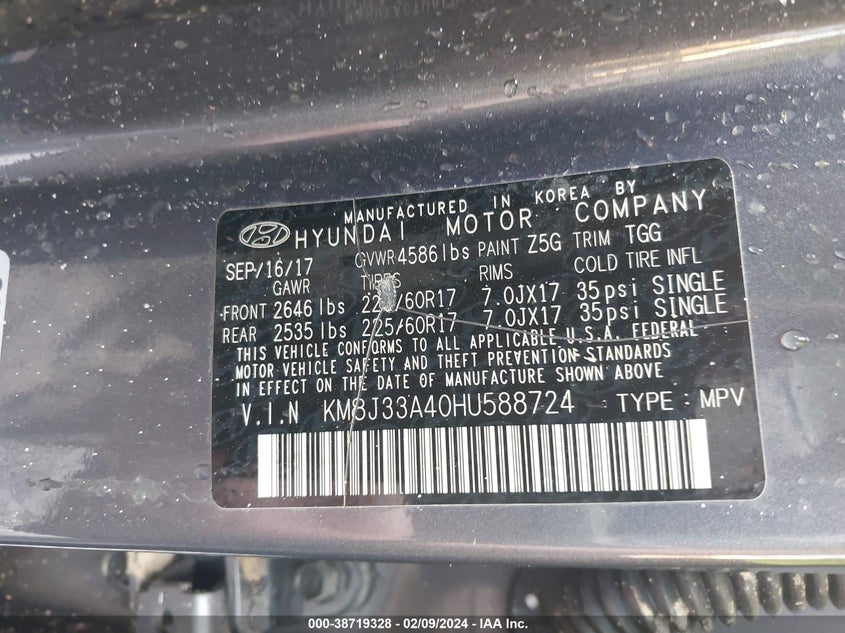 MANUFACTURED IN KOREA BY
HYUNDAI MOTOR COMPANY
SEP/16/17 GVWR 4586 lbs PAINT Z5G TRIM TGG
GAWR TIRES RIMS COLD TIRE INFL
FRONT 2646 lbs 225/60R17 7.0JX17 35psi SINGLE
REAR 2535 lbs 225/60R17 7.0JX17 35psi SINGLE
THIS VEHICLE CONFORMS TO ALL APPLICABLE U.S.A. FEDERAL
MOTOR VEHICLE SAFETY AND THEFT PREVENTION STANDARDS
IN EFFECT ON THE DATE OF MANUFACTURE SHOWN ABOVE
V.I.N KM8J33A40HU588724 TYPE : MPV
000-38719328 - 02/09/2024 - IAA Inc.